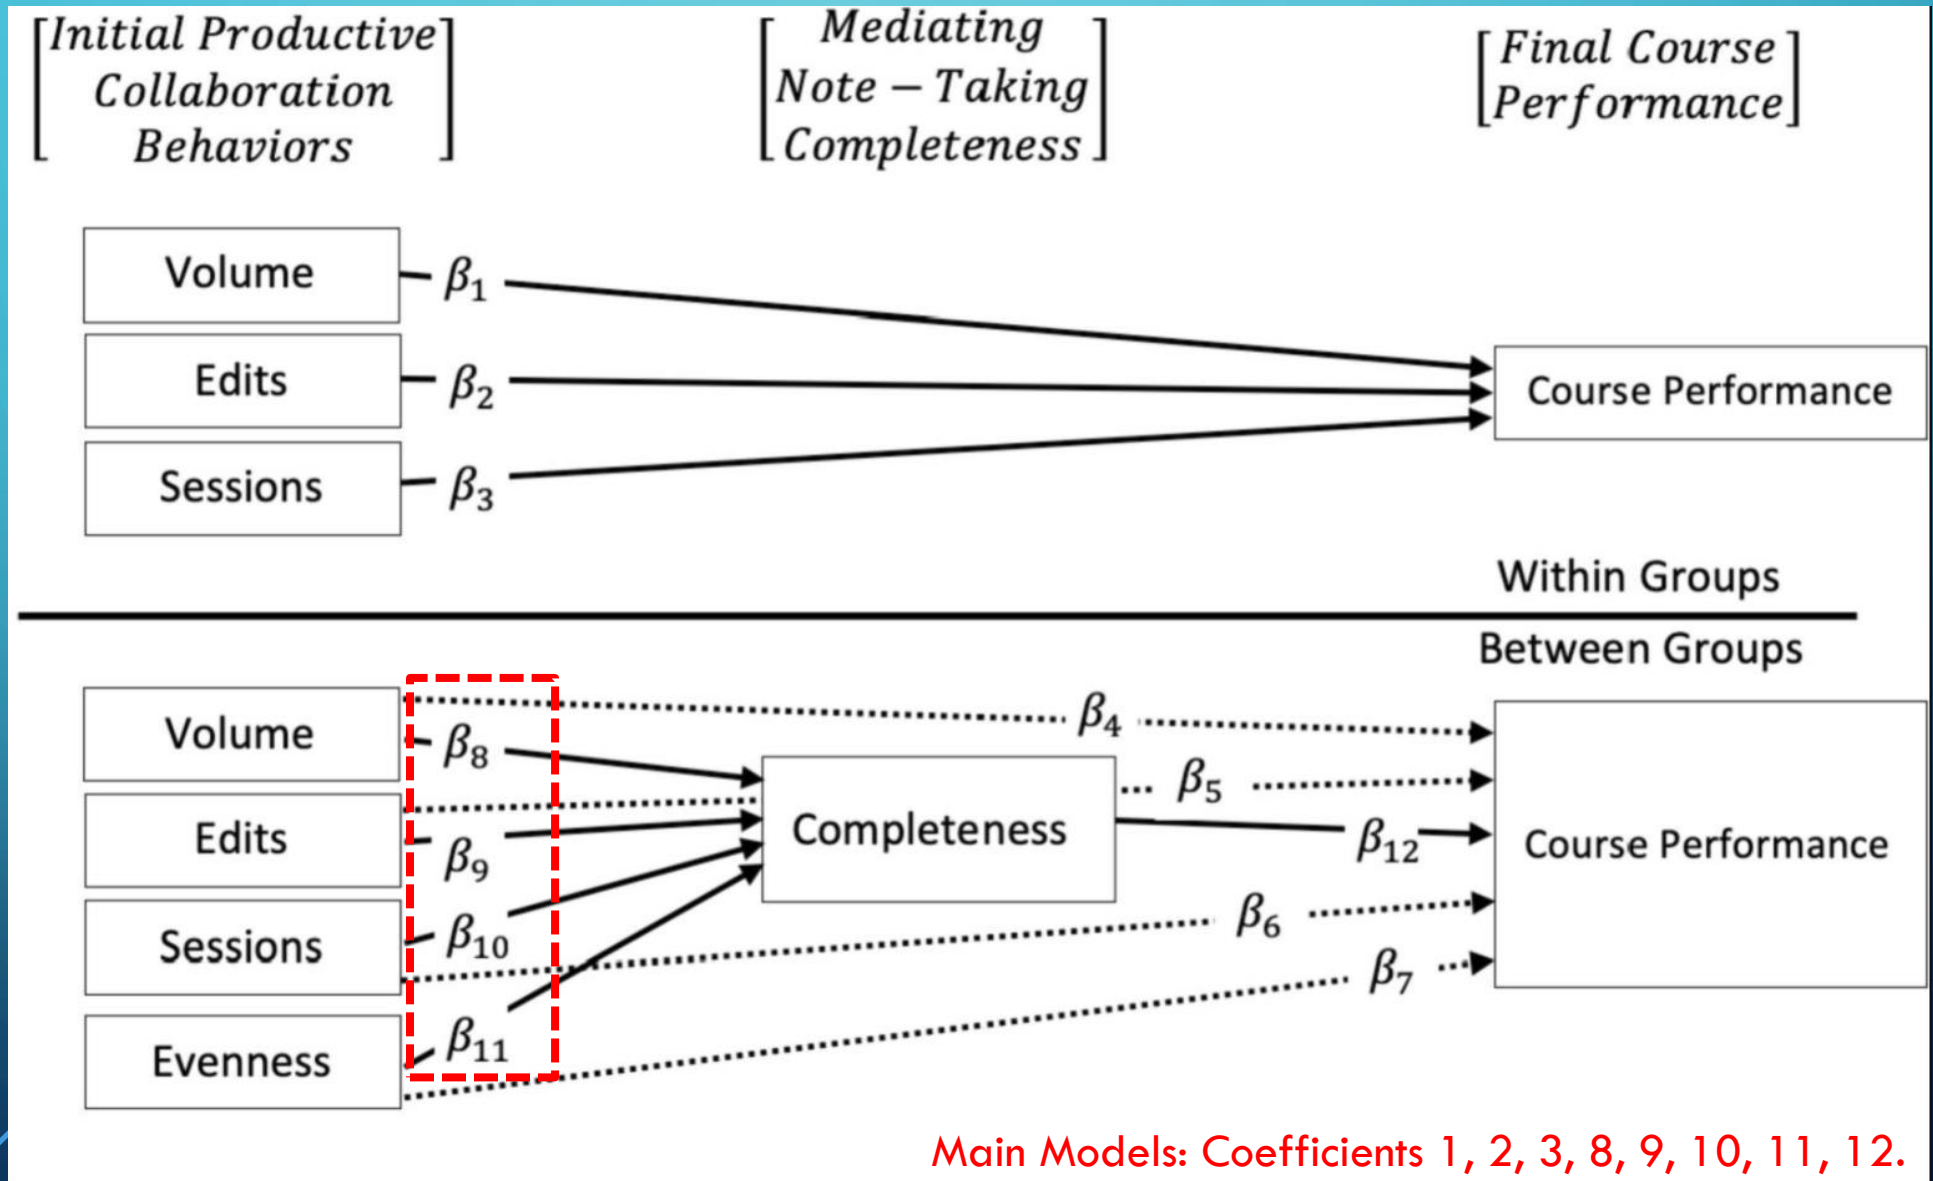 Initial Productive
Collaboration
Behaviors
Mediating
Note – Taking
Completeness
Final Course
Performance
Volume
β1
Edits
β2
Sessions
β3
Course Performance
Within Groups
Between Groups
Volume
β8
β4
Edits
β9
Completeness
β5
β12
Course Performance
Sessions
β10
β6
β7
Evenness
β11
Main Models: Coefficients 1, 2, 3, 8, 9, 10, 11, 12.